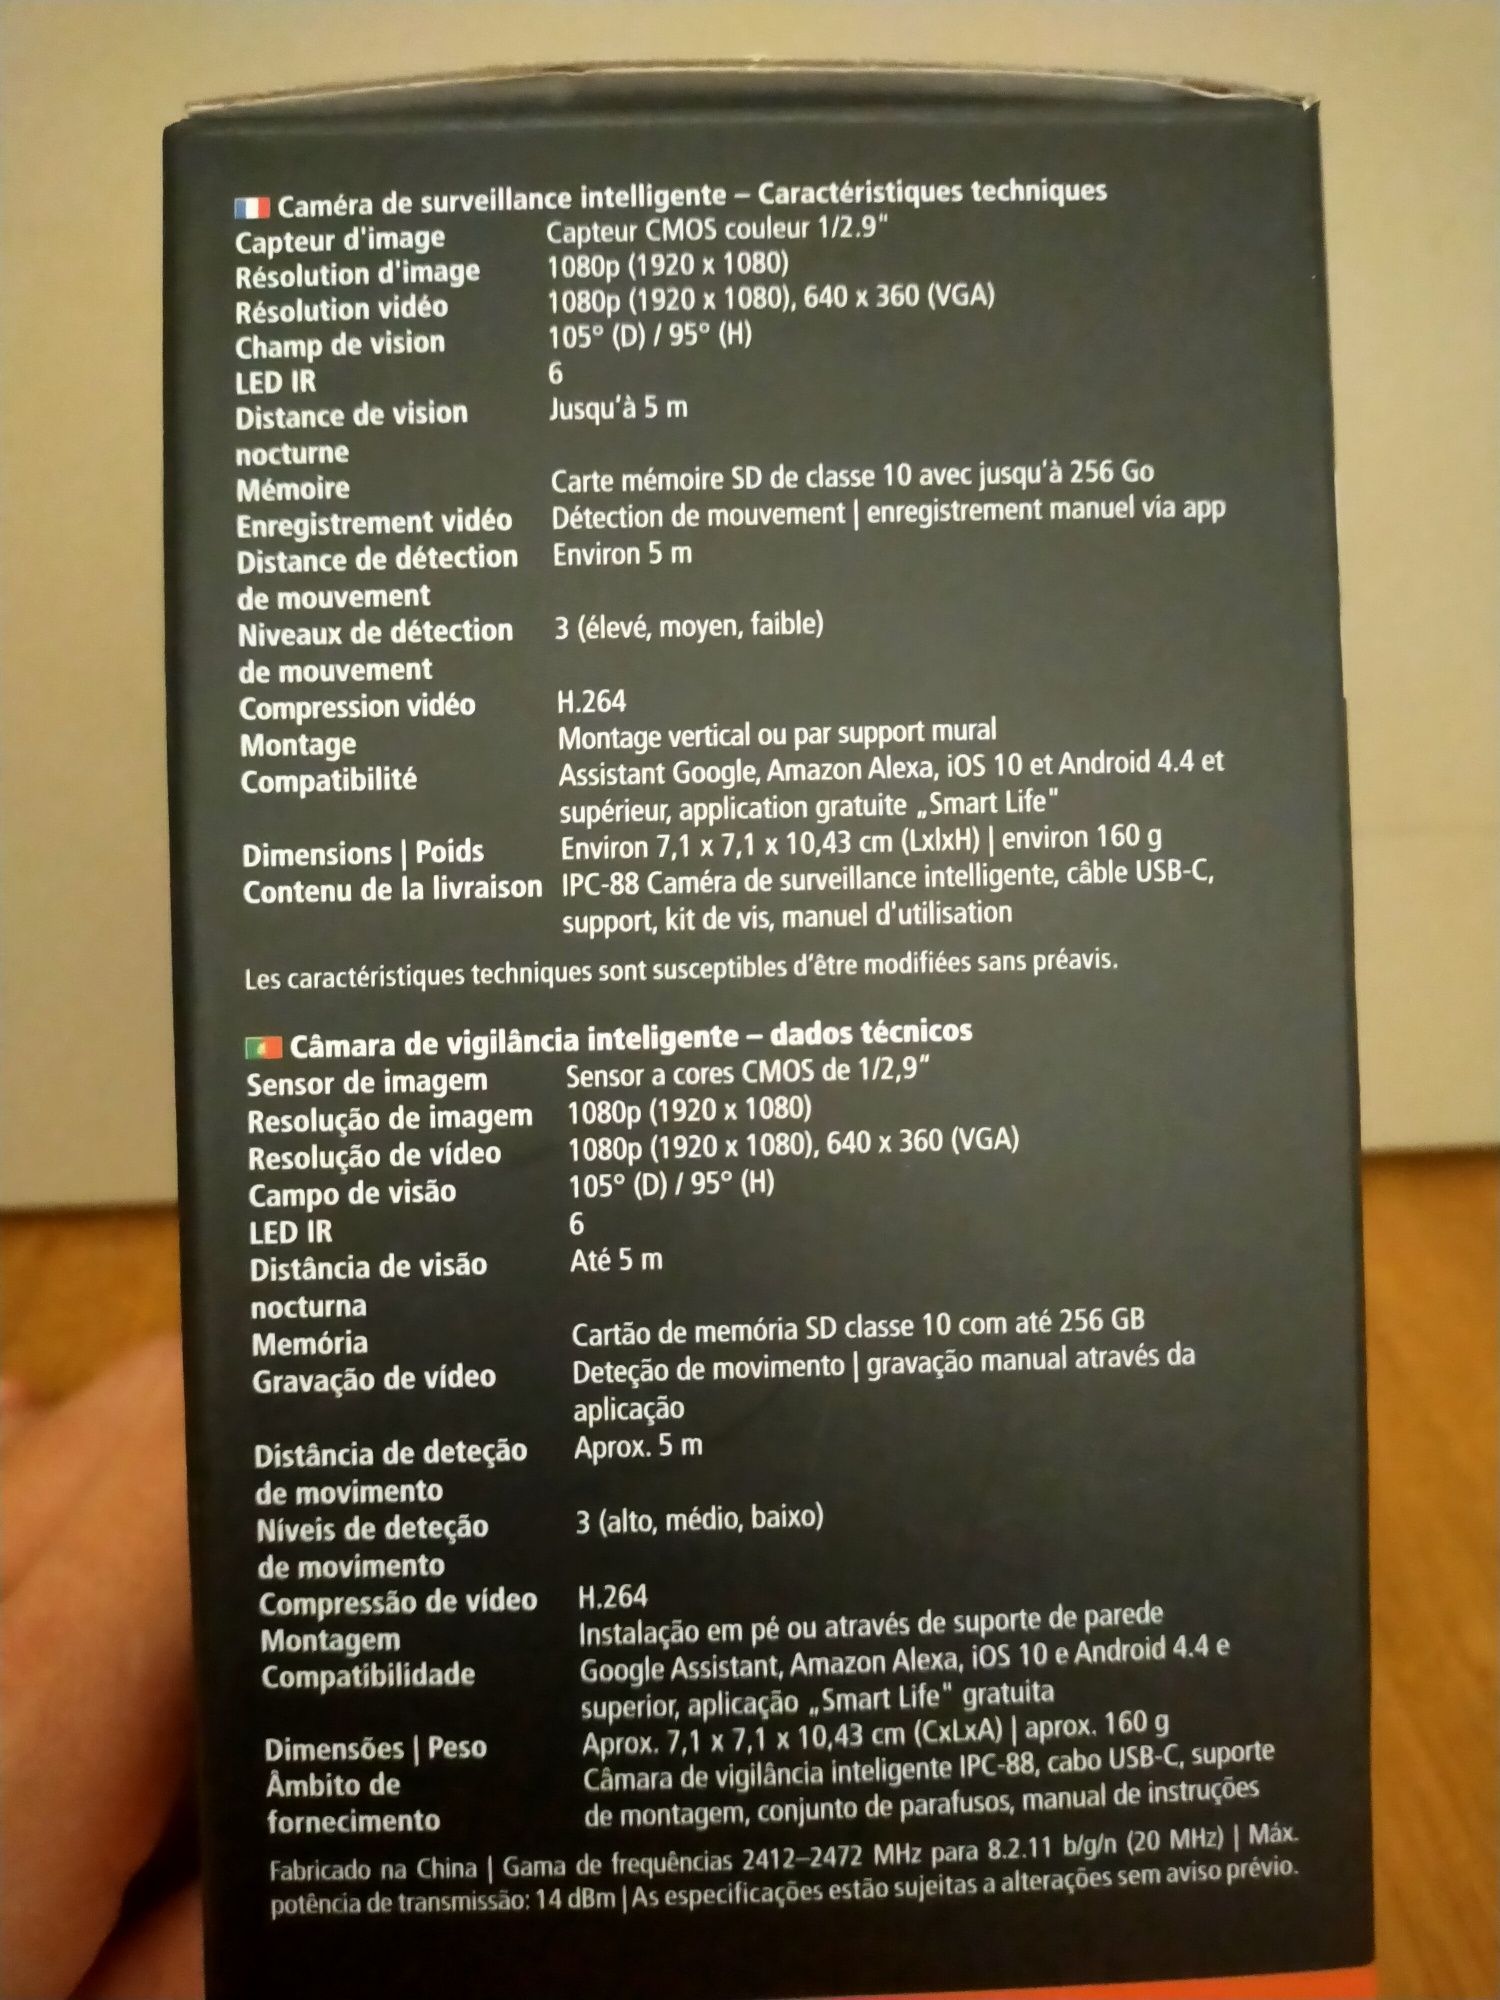 Caméra de surveillance intelligente – Caractéristiques techniques
Capteur d'image Capteur CMOS couleur 1/2.9"
Résolution d'image 1080p (1920 x 1080)
Résolution vidéo 1080p (1920 x 1080), 640 x 360 (VGA)
Champ de vision 105° (D) / 95° (H)
LED IR 6
Distance de vision Jusqu'à 5 m
nocturne
Mémoire Carte mémoire SD de classe 10 avec jusqu'à 256 Go
Enregistrement vidéo Détection de mouvement | enregistrement manuel via app
Distance de détection Environ 5 m
de mouvement
Niveaux de détection 3 (élevé, moyen, faible)
de mouvement
Compression vidéo H.264
Montage Montage vertical ou par support mural
Compatibilité Assistant Google, Amazon Alexa, iOS 10 et Android 4.4 et
supérieur, application gratuite „Smart Life"
Dimensions | Poids Environ 7,1 x 7,1 x 10,43 cm (LxlxH) | environ 160 g
Contenu de la livraison IPC-88 Caméra de surveillance intelligente, câble USB-C,
support, kit de vis, manuel d'utilisation
Les caractéristiques techniques sont susceptibles d'être modifiées sans préavis.
Câmara de vigilância inteligente – dados técnicos
Sensor de imagem Sensor a cores CMOS de 1/2,9"
Resolução de imagem 1080p (1920 x 1080)
Resolução de vídeo 1080p (1920 x 1080), 640 x 360 (VGA)
Campo de visão 105° (D) / 95° (H)
LED IR 6
Distância de visão Até 5 m
nocturna
Memória Cartão de memória SD classe 10 com até 256 GB
Gravação de vídeo Deteção de movimento | gravação manual através da
aplicação
Distância de deteção Aprox. 5 m
de movimento
Níveis de deteção 3 (alto, médio, baixo)
de movimento
Compressão de vídeo H.264
Montagem Instalação em pé ou através de suporte de parede
Compatibilidade Google Assistant, Amazon Alexa, iOS 10 e Android 4.4 e
superior, aplicação „Smart Life" gratuita
Dimensões | Peso Aprox. 7,1 x 7,1 x 10,43 cm (CxLxA) | aprox. 160 g
Âmbito de Câmara de vigilância inteligente IPC-88, cabo USB-C, suporte
fornecimento de montagem, conjunto de parafusos, manual de instruções
Fabricado na China | Gama de frequências 2412–2472 MHz para 8.2.11 b/g/n (20 MHz) | Máx.
potência de transmissão: 14 dBm | As especificações estão sujeitas a alterações sem aviso prévio.